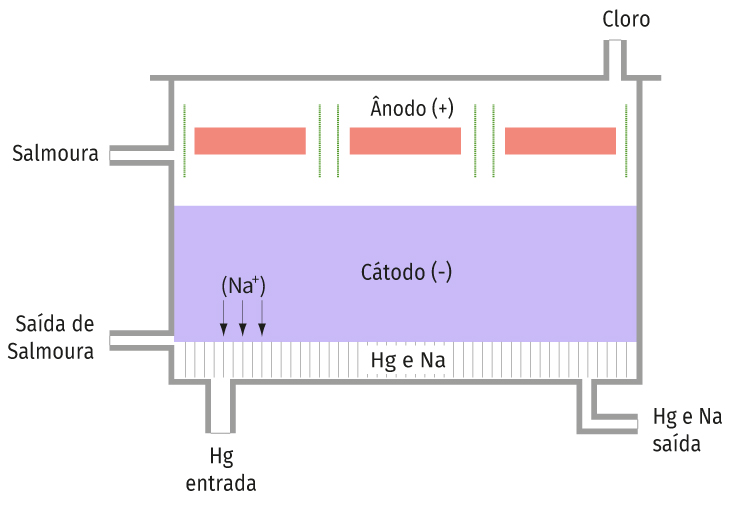 Cloro
Ânodo (+)
Salmoura
Cátodo (-)
(Na⁺)
Saída de
Salmoura
Hg e Na
Hg
entrada
Hg e Na
saída